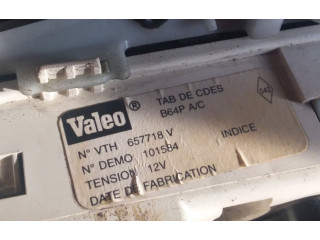 Valeo ®
TAB DE CDES
B64P A/C
N° VTH 657718 V
N° DEMO 101584 INDICE
TENSION 12V
DATE DE FABRICATION